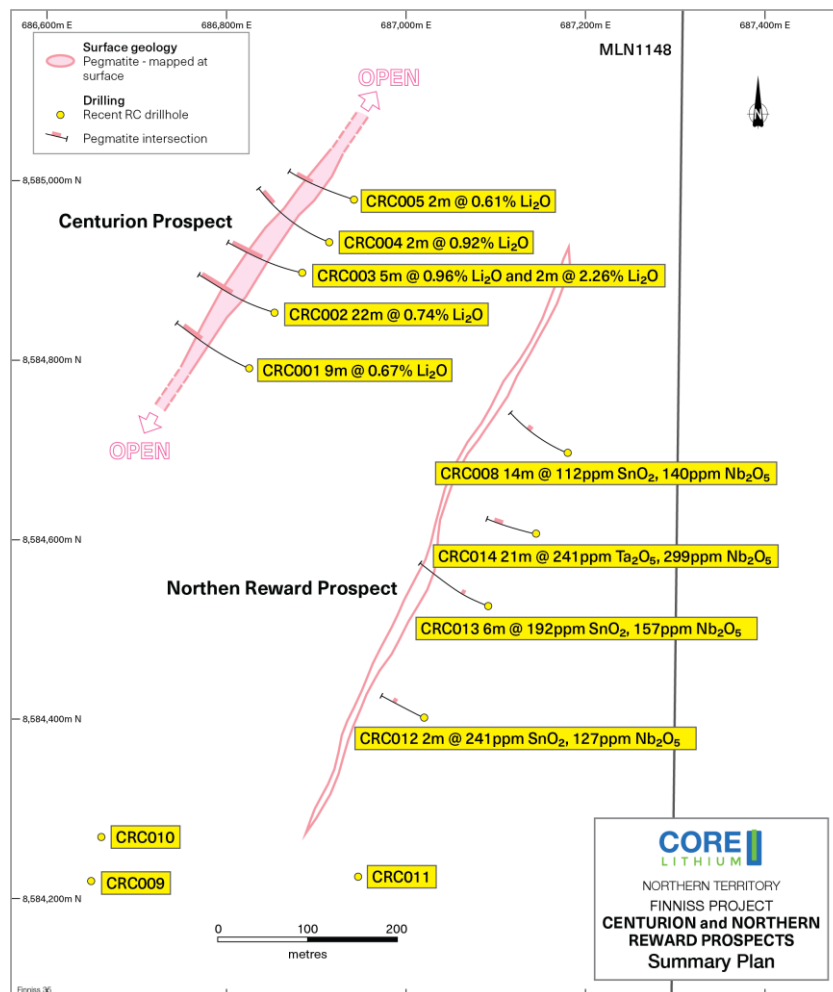 686,600m E
686,800m E
687,000m E
687,200m E
687,400m E
MLN1148
Surface geology
Pegmatite - mapped at
surface
Drilling
Recent RC drillhole
Pegmatite intersection
OPEN
N
8,585,000m N
CRC005 2m @ 0.61% Li₂O
Centurion Prospect
CRC004 2m @ 0.92% Li₂O
CRC003 5m @ 0.96% Li₂O and 2m @ 2.26% Li₂O
CRC002 22m @ 0.74% Li₂O
8,584,800m N
CRC001 9m @ 0.67% Li₂O
OPEN
CRC008 14m @ 112ppm SnO₂, 140ppm Nb₂O₅
8,584,600m N
CRC014 21m @ 241ppm Ta₂O₅, 299ppm Nb₂O₅
Northen Reward Prospect
CRC013 6m @ 192ppm SnO₂, 157ppm Nb₂O₅
8,584,400m N
CRC012 2m @ 241ppm SnO₂, 127ppm Nb₂O₅
CRC010
CRC009
CRC011
8,584,200m N
0 100 200
metres
CORE
LITHIUM
NORTHERN TERRITORY
FINNISS PROJECT
CENTURION and NORTHERN
REWARD PROSPECTS
Summary Plan
Finniss 36